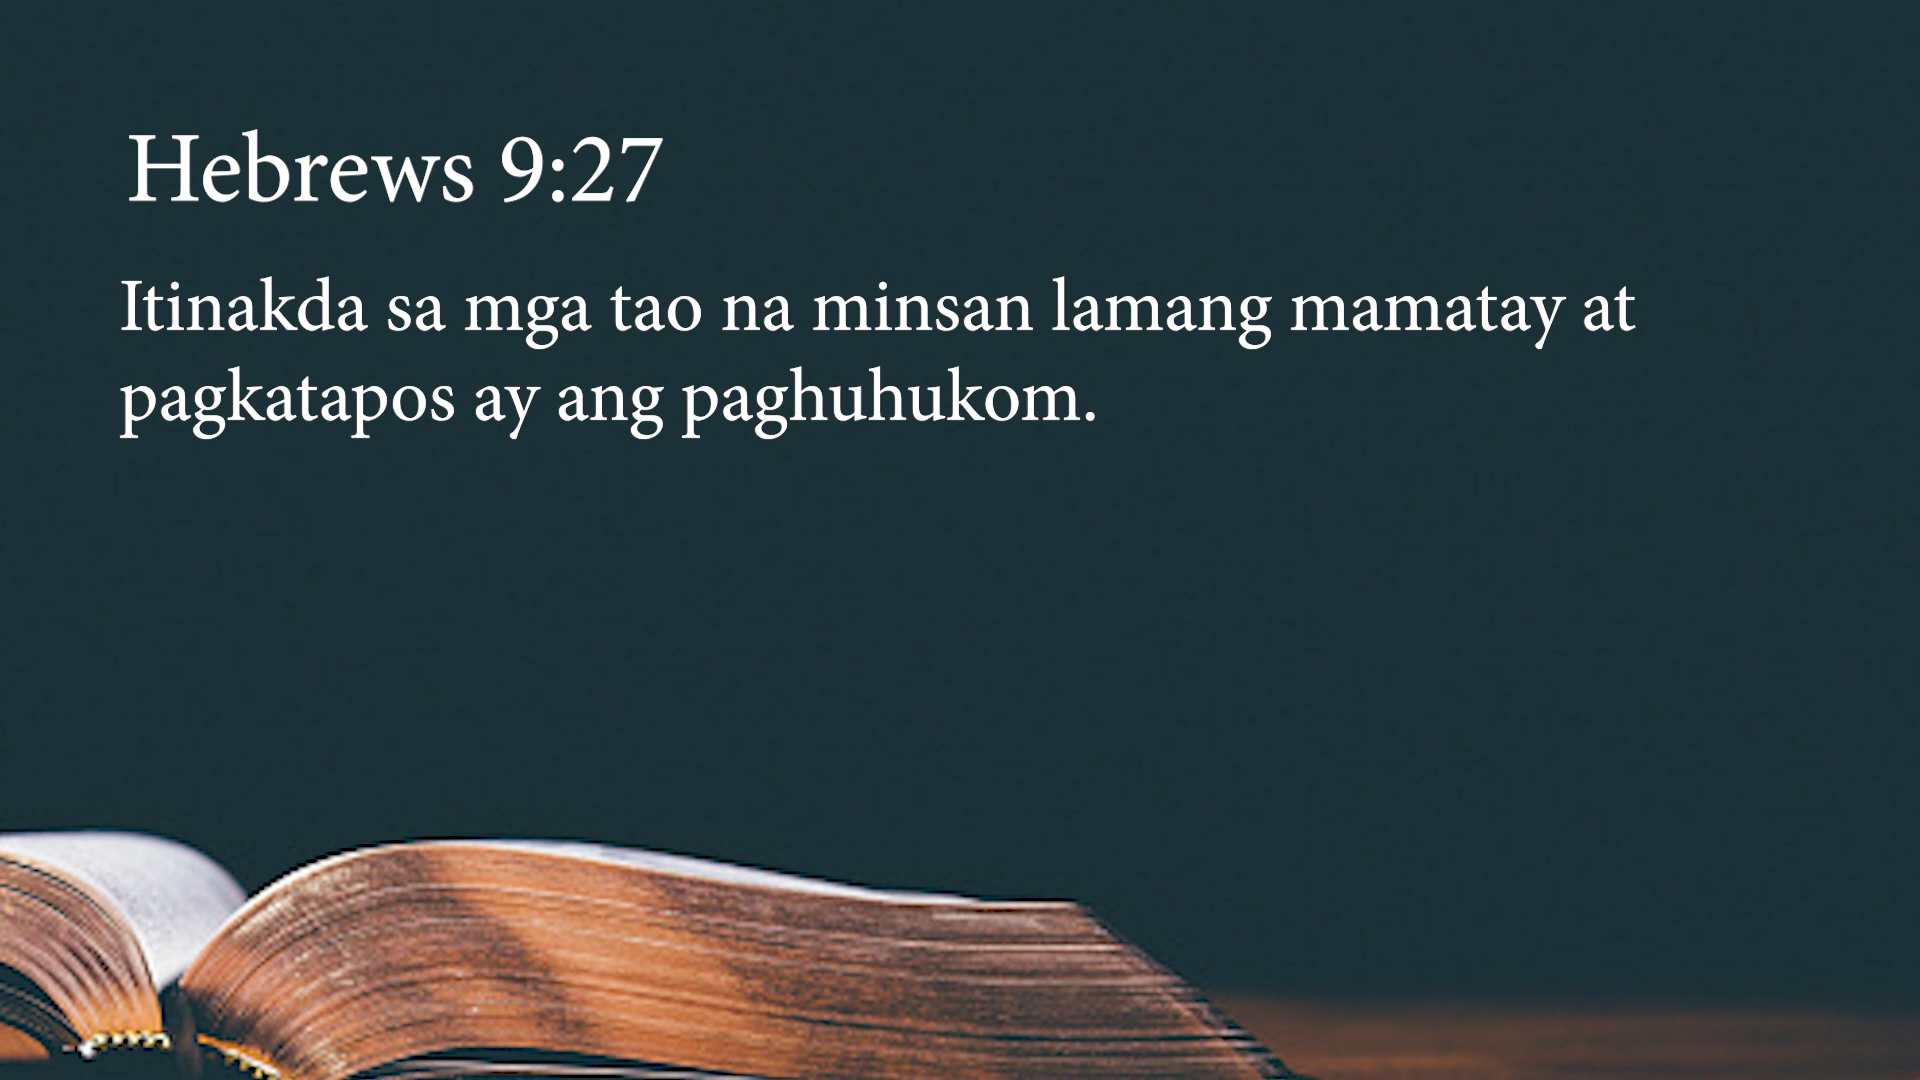 Hebrews 9:27
Itinakda sa mga tao na minsan lamang mamatay at
pagkatapos ay ang paghuhukom.